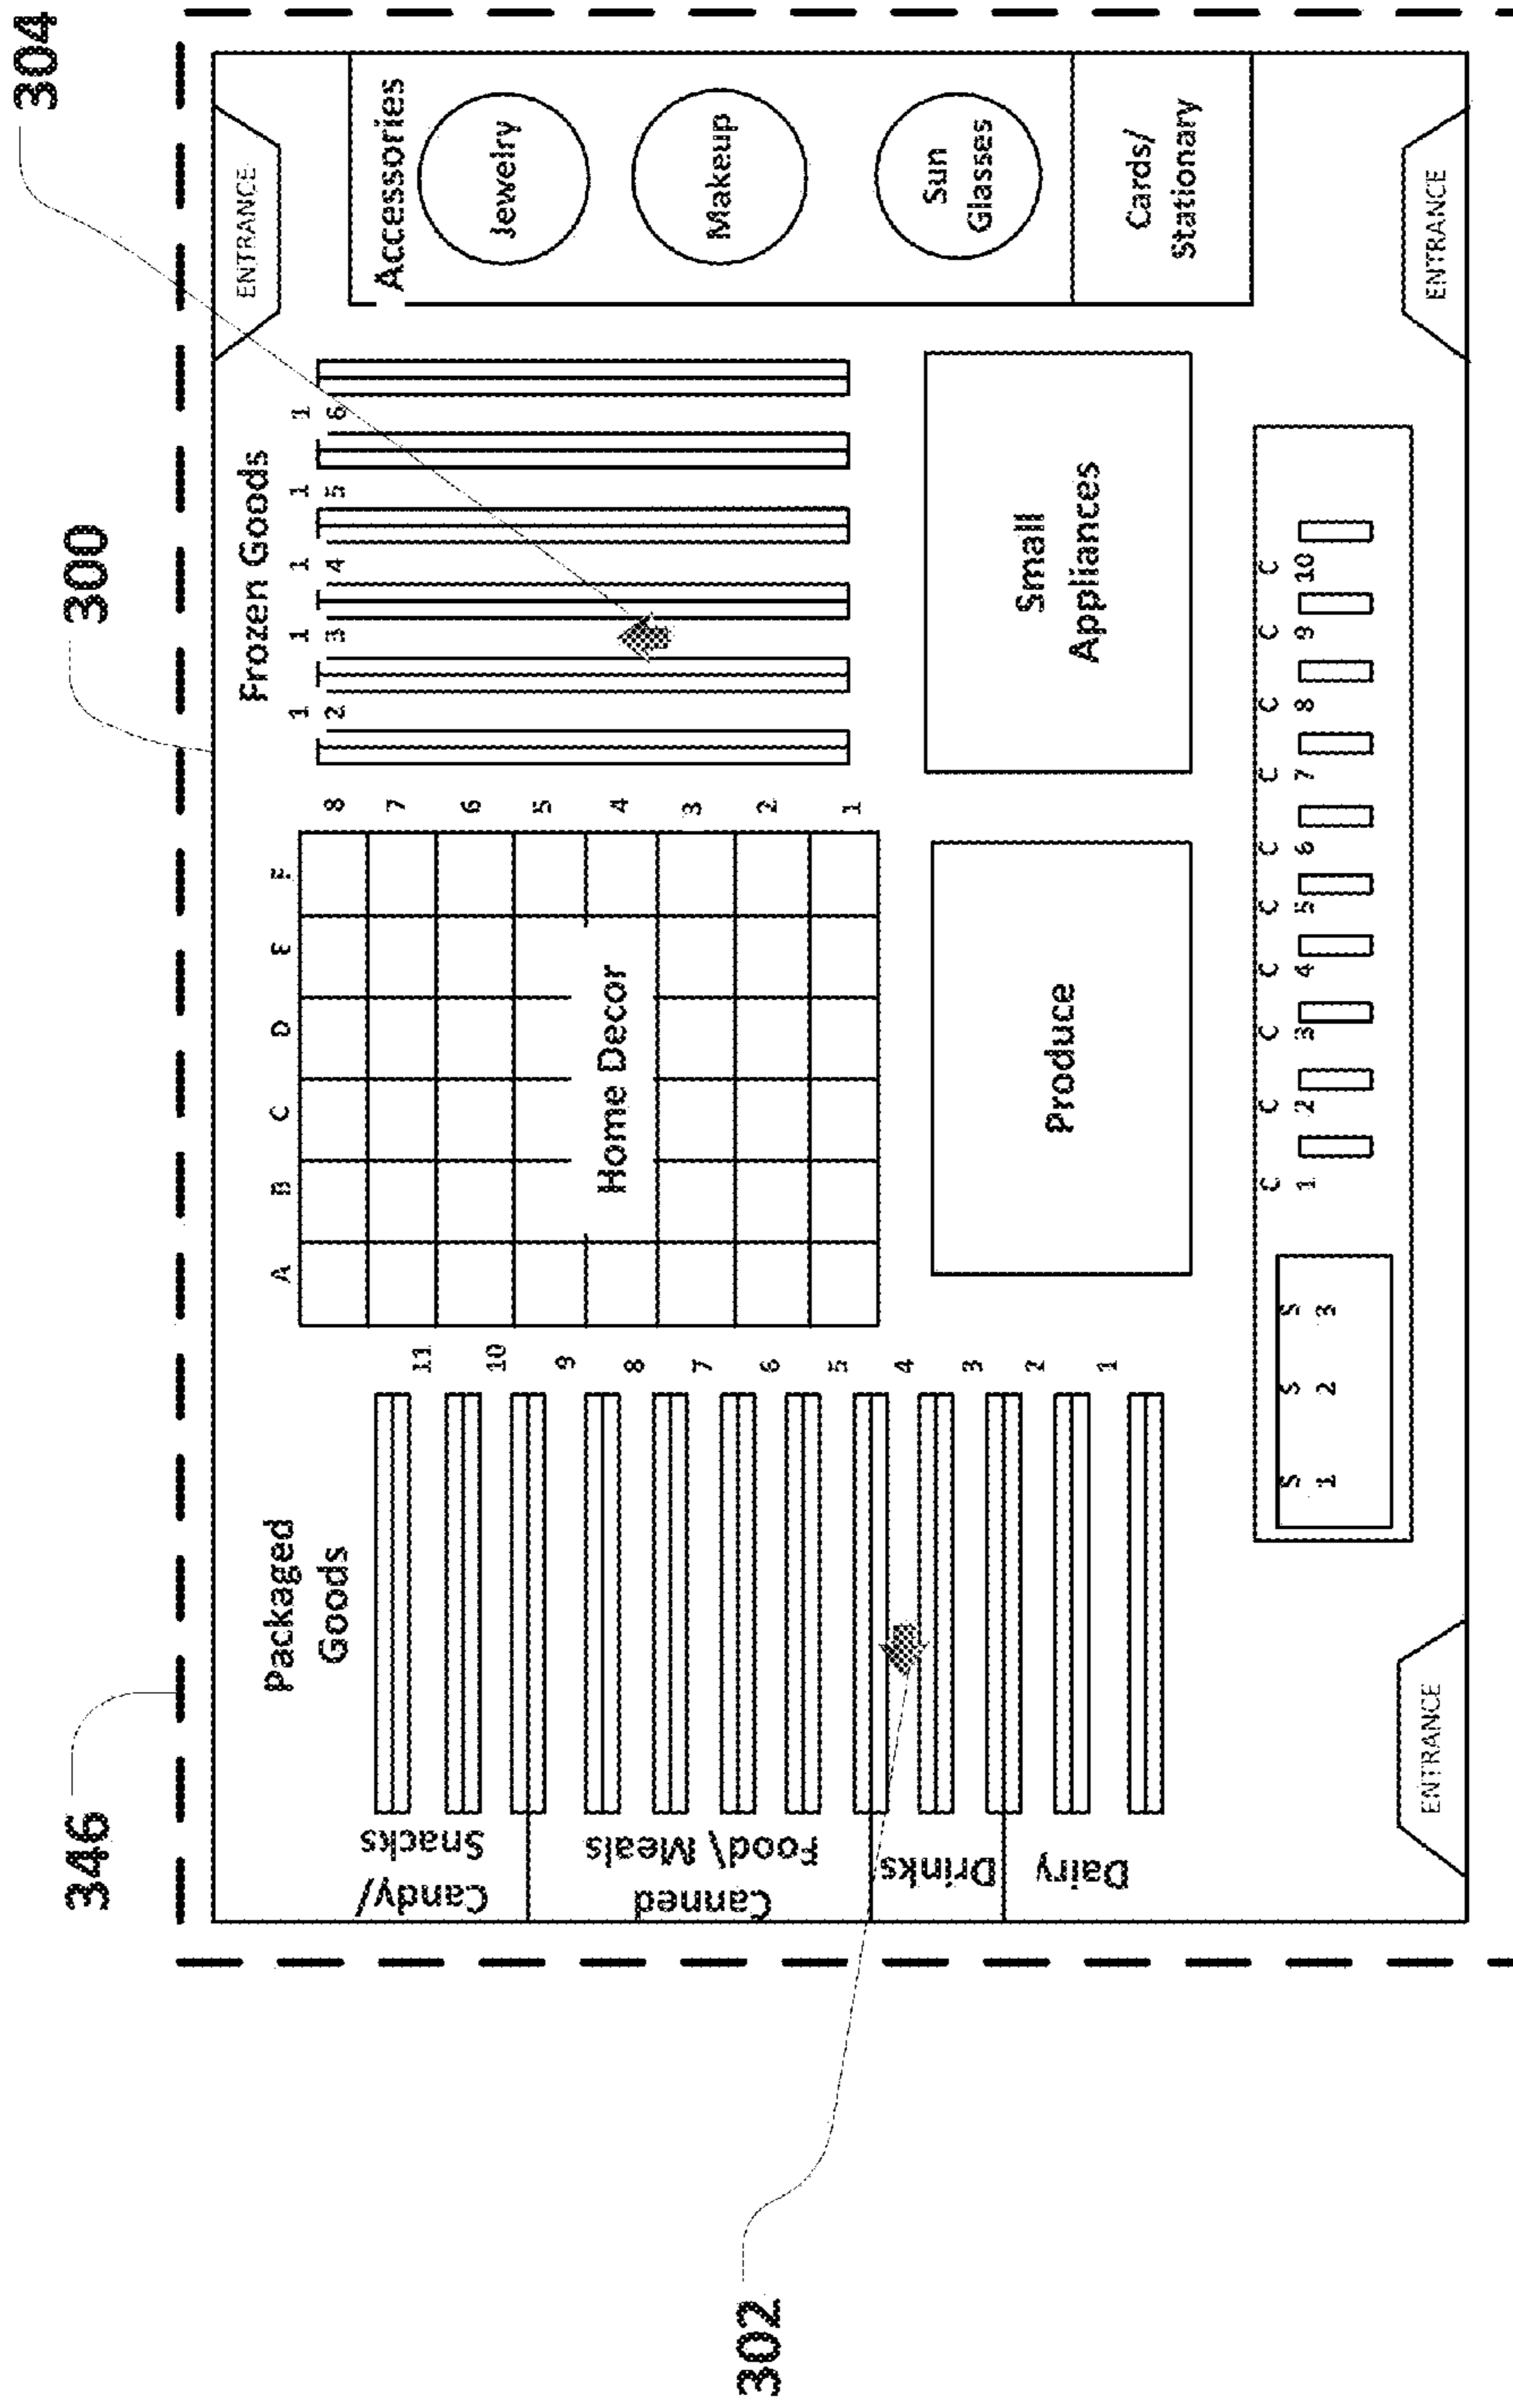 346
300
304
302
Packaged
Goods
Candy/
Snacks
Canned
Food\ Meals
Drinks
Dairy
11
10
9
8
7
6
5
4
3
2
1
A B C D E F
8
7
6
5
4
3
2
1
Home Decor
Frozen Goods
1 1 1 1 1
2 3 4 5 6
ENTRANCE
Accessories
Jewelry
Makeup
Sun
Glasses
Cards/
Stationary
Produce
Small
Appliances
S S S
1 2 3
C C C C C C C C C C
1 2 3 4 5 6 7 8 9 10
ENTRANCE
ENTRANCE